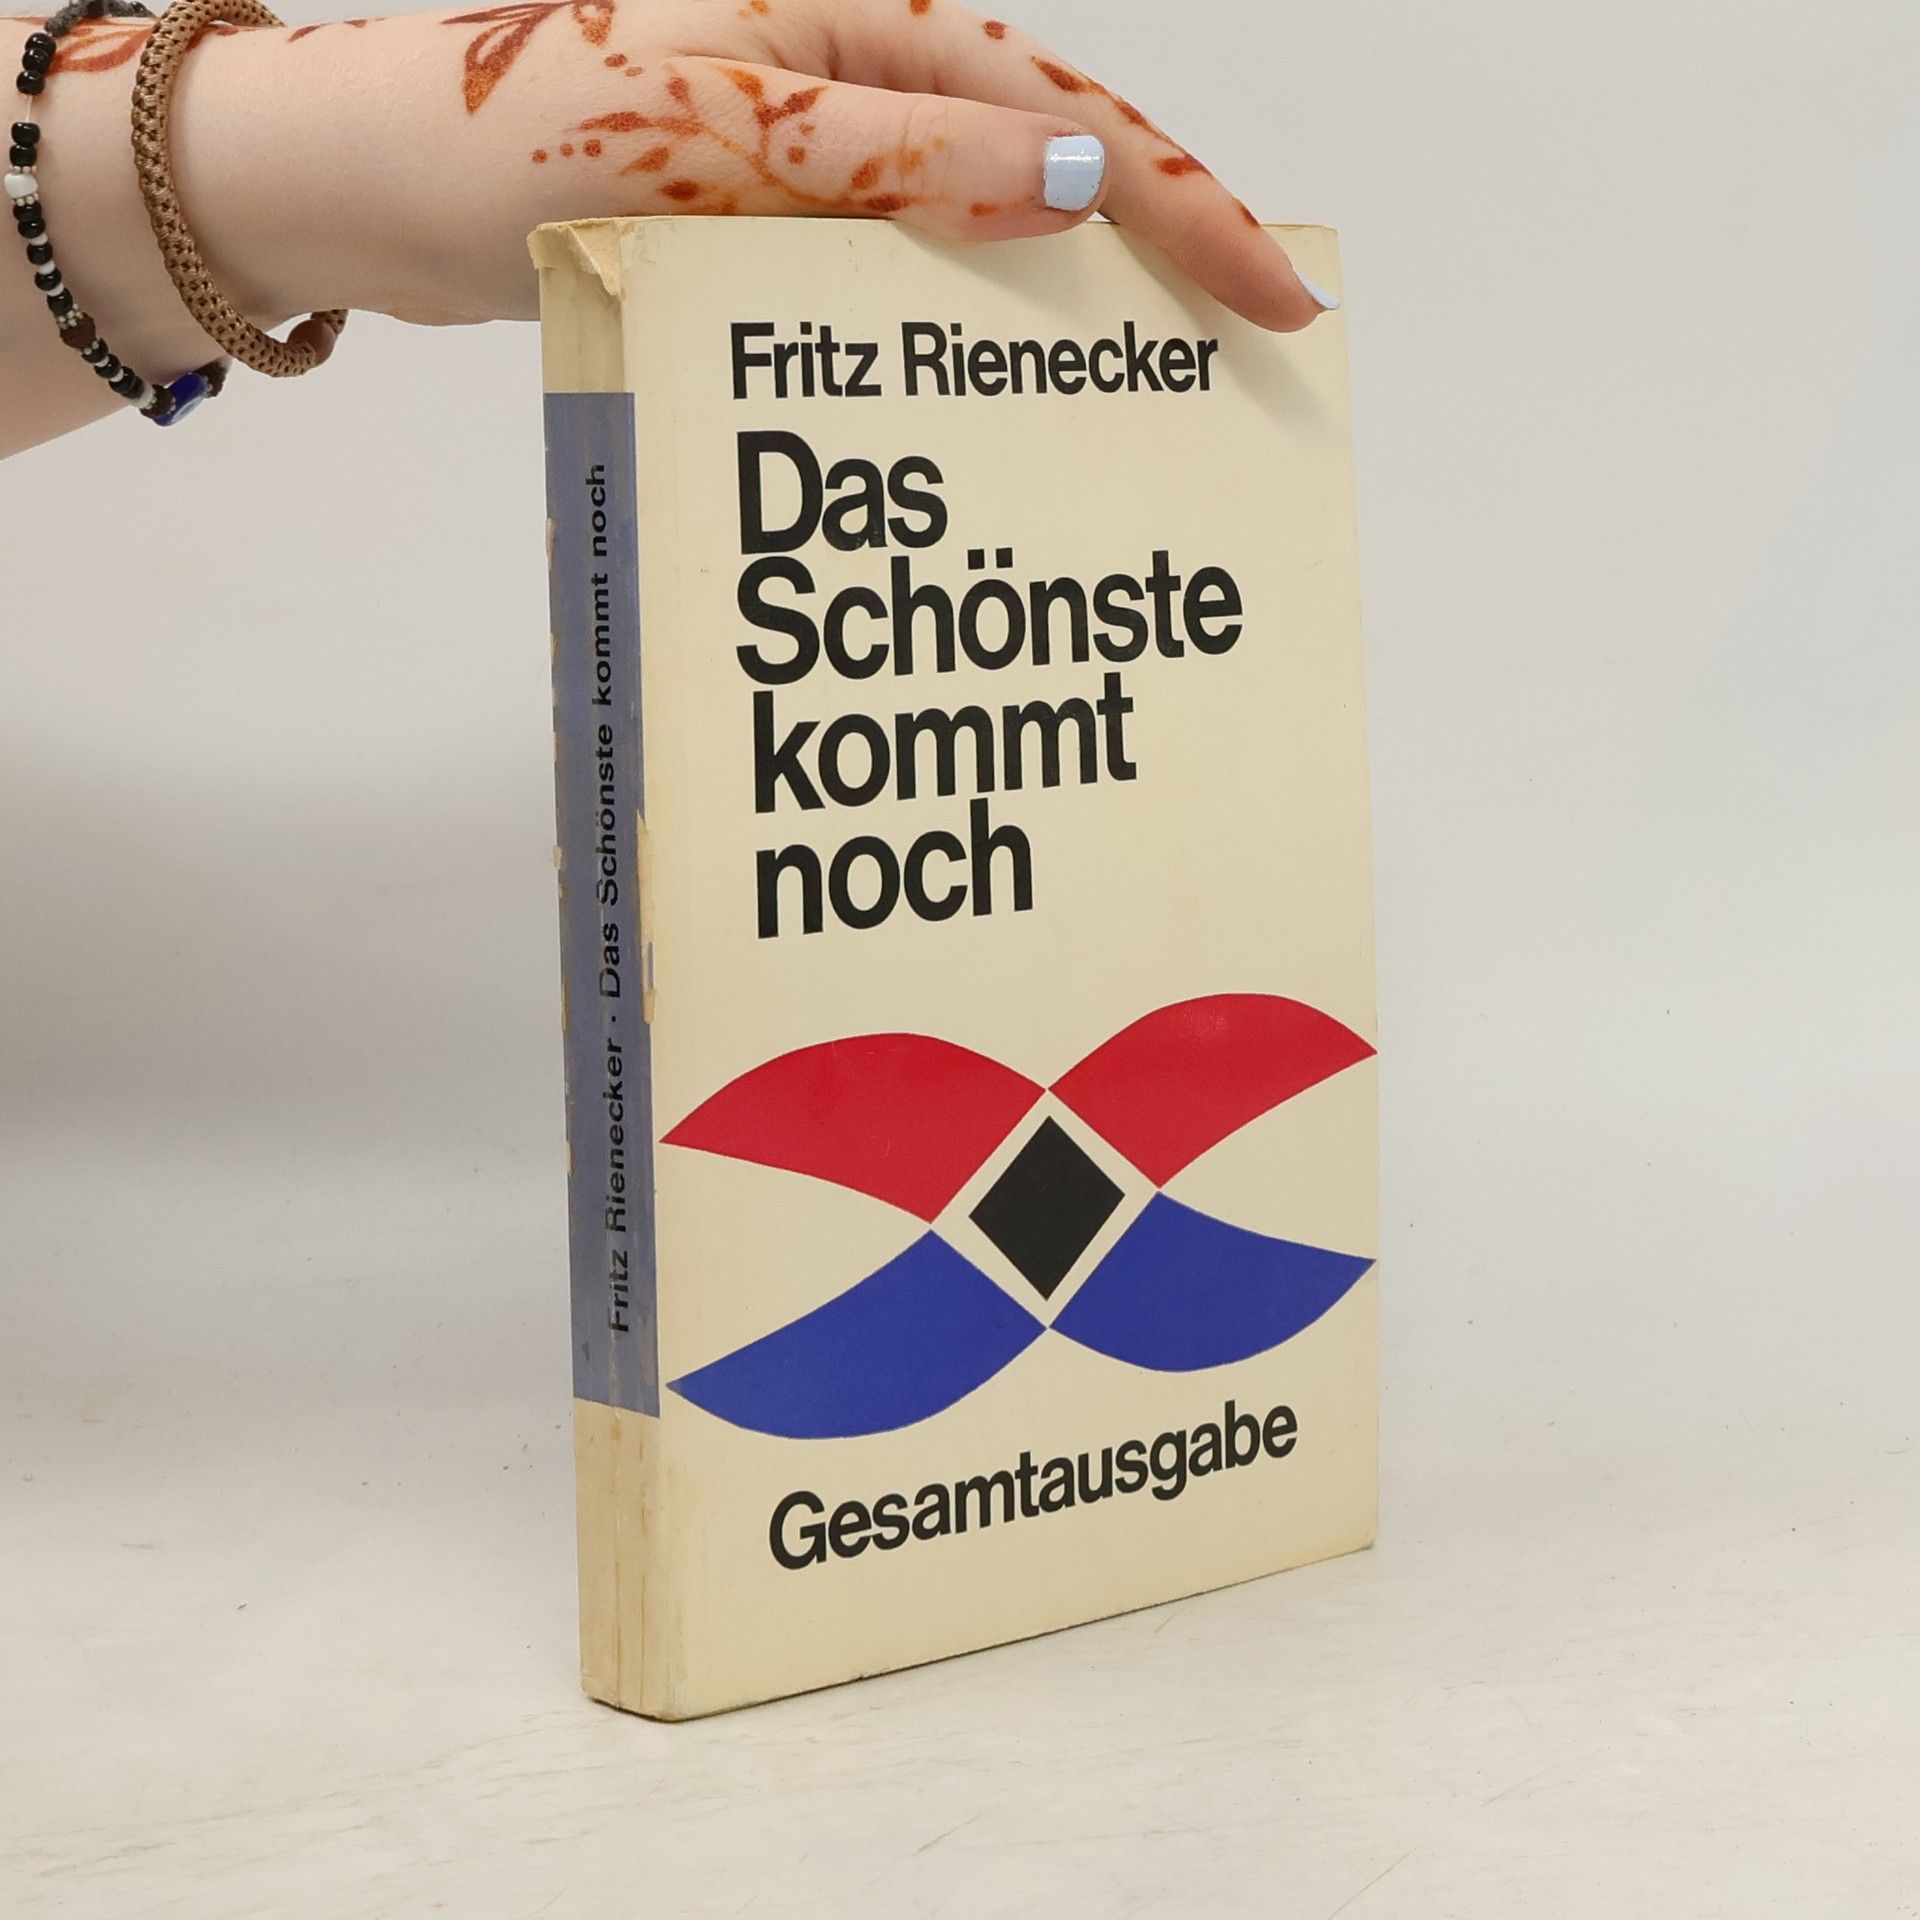 Fritz Rienecker
Das
Schönste
kommt
noch
Gesamtausgabe
Fritz Rienecker · Das Schönste kommt noch